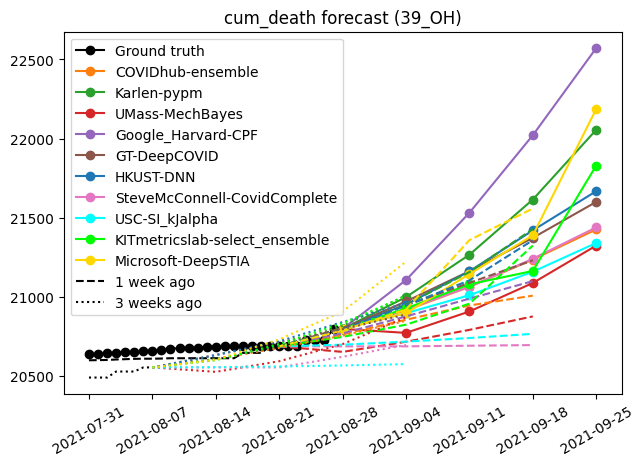 cum_death forecast (39_OH)
22500
22000
21500
21000
20500
Ground truth
COVIDhub-ensemble
Karlen-pypm
UMass-MechBayes
Google_Harvard-CPF
GT-DeepCOVID
HKUST-DNN
SteveMcConnell-CovidComplete
USC-SI_kJalpha
KITmetricslab-select_ensemble
Microsoft-DeepSTIA
1 week ago
3 weeks ago
2021-07-31
2021-08-07
2021-08-14
2021-08-21
2021-08-28
2021-09-04
2021-09-11
2021-09-18
2021-09-25